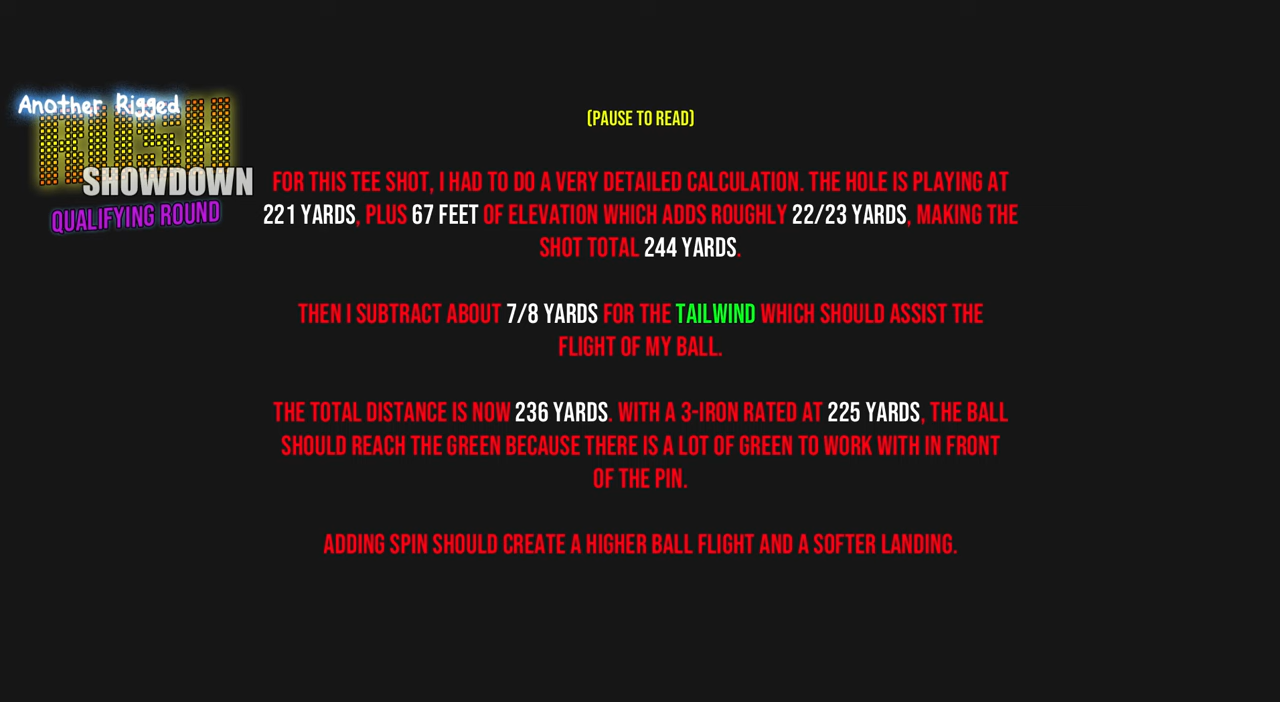 Another Rigged
RUSH
SHOWDOWN
QUALIFYING ROUND
(PAUSE TO READ)
FOR THIS TEE SHOT, I HAD TO DO A VERY DETAILED CALCULATION. THE HOLE IS PLAYING AT
221 YARDS, PLUS 67 FEET OF ELEVATION WHICH ADDS ROUGHLY 22/23 YARDS, MAKING THE
SHOT TOTAL 244 YARDS.
THEN I SUBTRACT ABOUT 7/8 YARDS FOR THE TAILWIND WHICH SHOULD ASSIST THE
FLIGHT OF MY BALL.
THE TOTAL DISTANCE IS NOW 236 YARDS. WITH A 3-IRON RATED AT 225 YARDS, THE BALL
SHOULD REACH THE GREEN BECAUSE THERE IS A LOT OF GREEN TO WORK WITH IN FRONT
OF THE PIN.
ADDING SPIN SHOULD CREATE A HIGHER BALL FLIGHT AND A SOFTER LANDING.